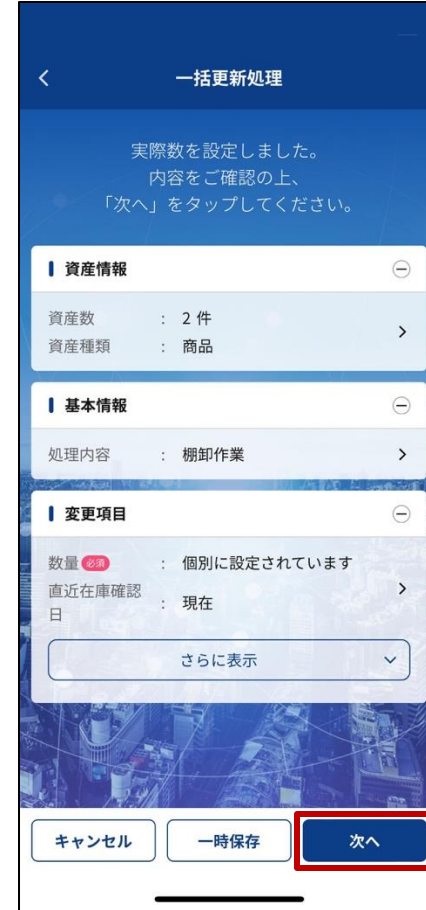 一括更新処理
実際数を設定しました。
内容をご確認の上、
「次へ」をタップしてください。
資産情報
資産数 : 2 件
資産種類 : 商品
基本情報
処理内容 : 棚卸作業
変更項目
数量 必須 : 個別に設定されています
直近在庫確認
日 : 現在
さらに表示
キャンセル 一時保存 次へ